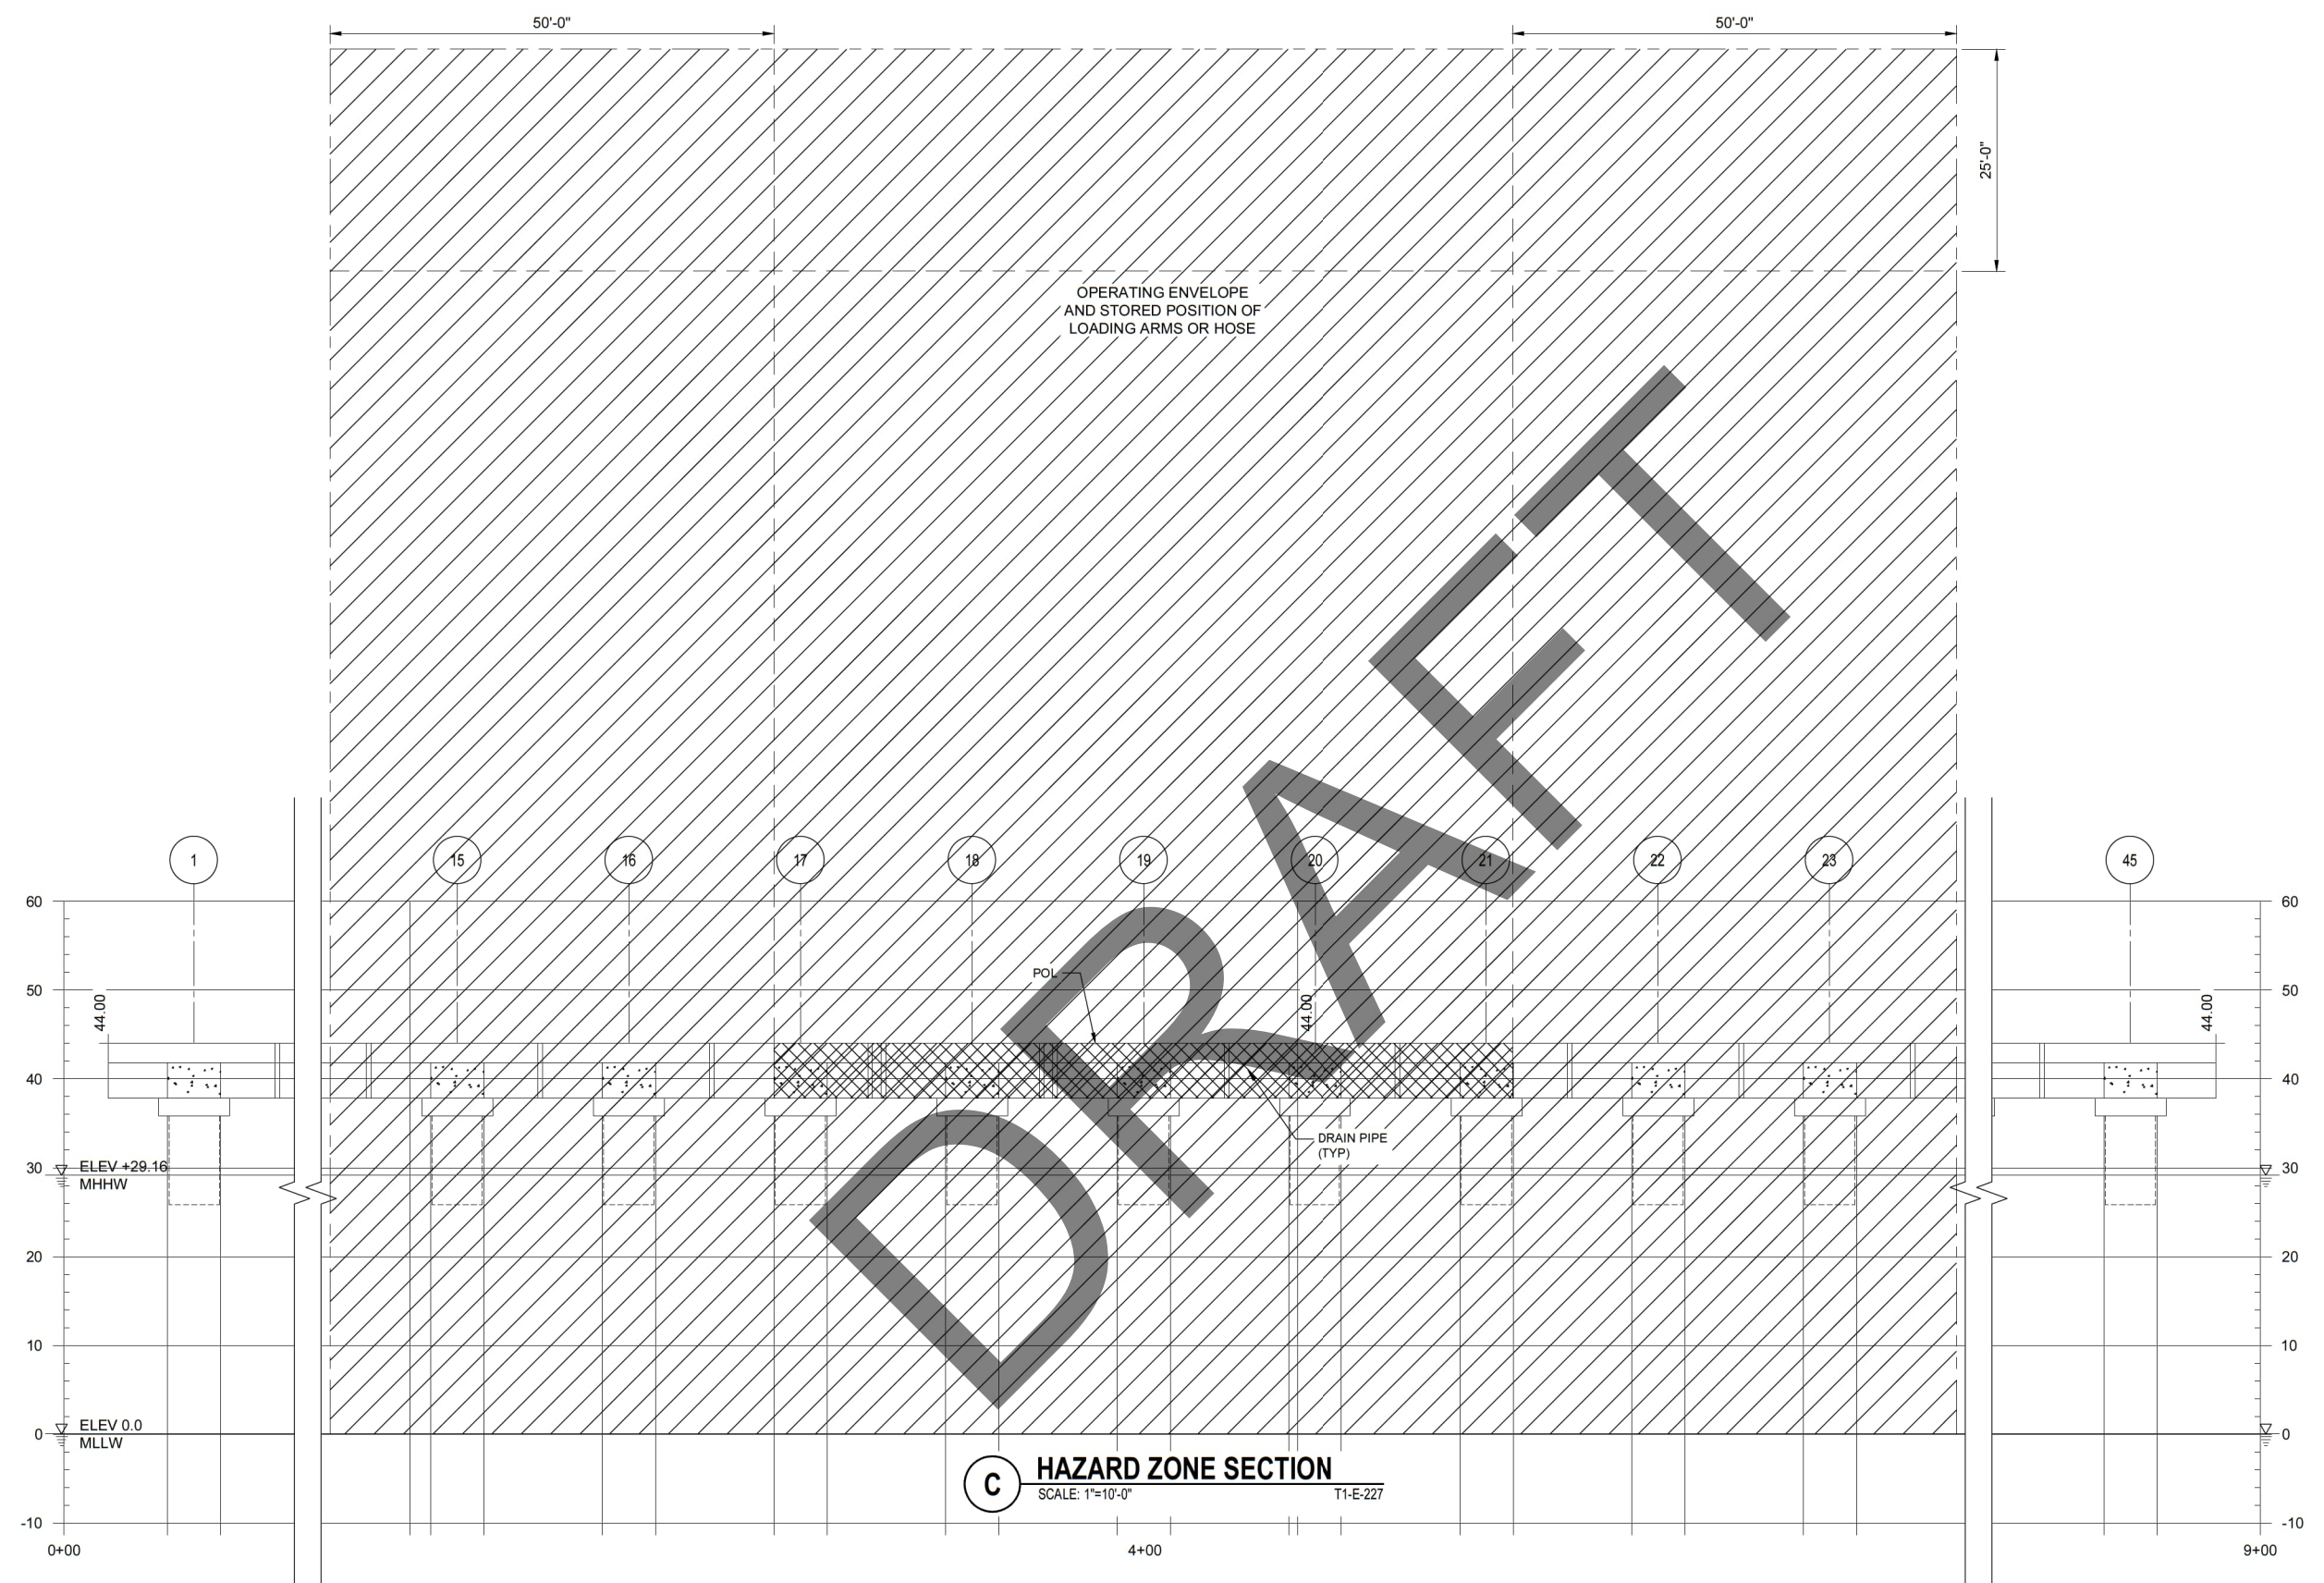 50'-0"
50'-0"
25'-0"
OPERATING ENVELOPE
AND STORED POSITION OF
LOADING ARMS OR HOSE
DRAFT
1
15
16
17
18
19
20
21
22
23
45
60
60
POL
50
50
44.00
44.00
44.00
40
40
DRAIN PIPE
(TYP)
30
ELEV +29.16
MHHW
30
20
20
10
10
0
ELEV 0.0
MLLW
0
C
HAZARD ZONE SECTION
SCALE: 1"=10'-0"
T1-E-227
-10
-10
0+00
4+00
9+00